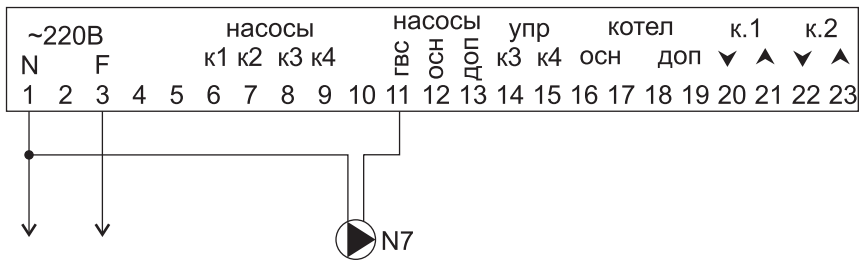 насосы насосы упр котел к.1 к.2
~220В
N F к1 к2 к3 к4 гвс осн доп к3 к4 осн доп
1 2 3 4 5 6 7 8 9 10 11 12 13 14 15 16 17 18 19 20 21 22 23
N7